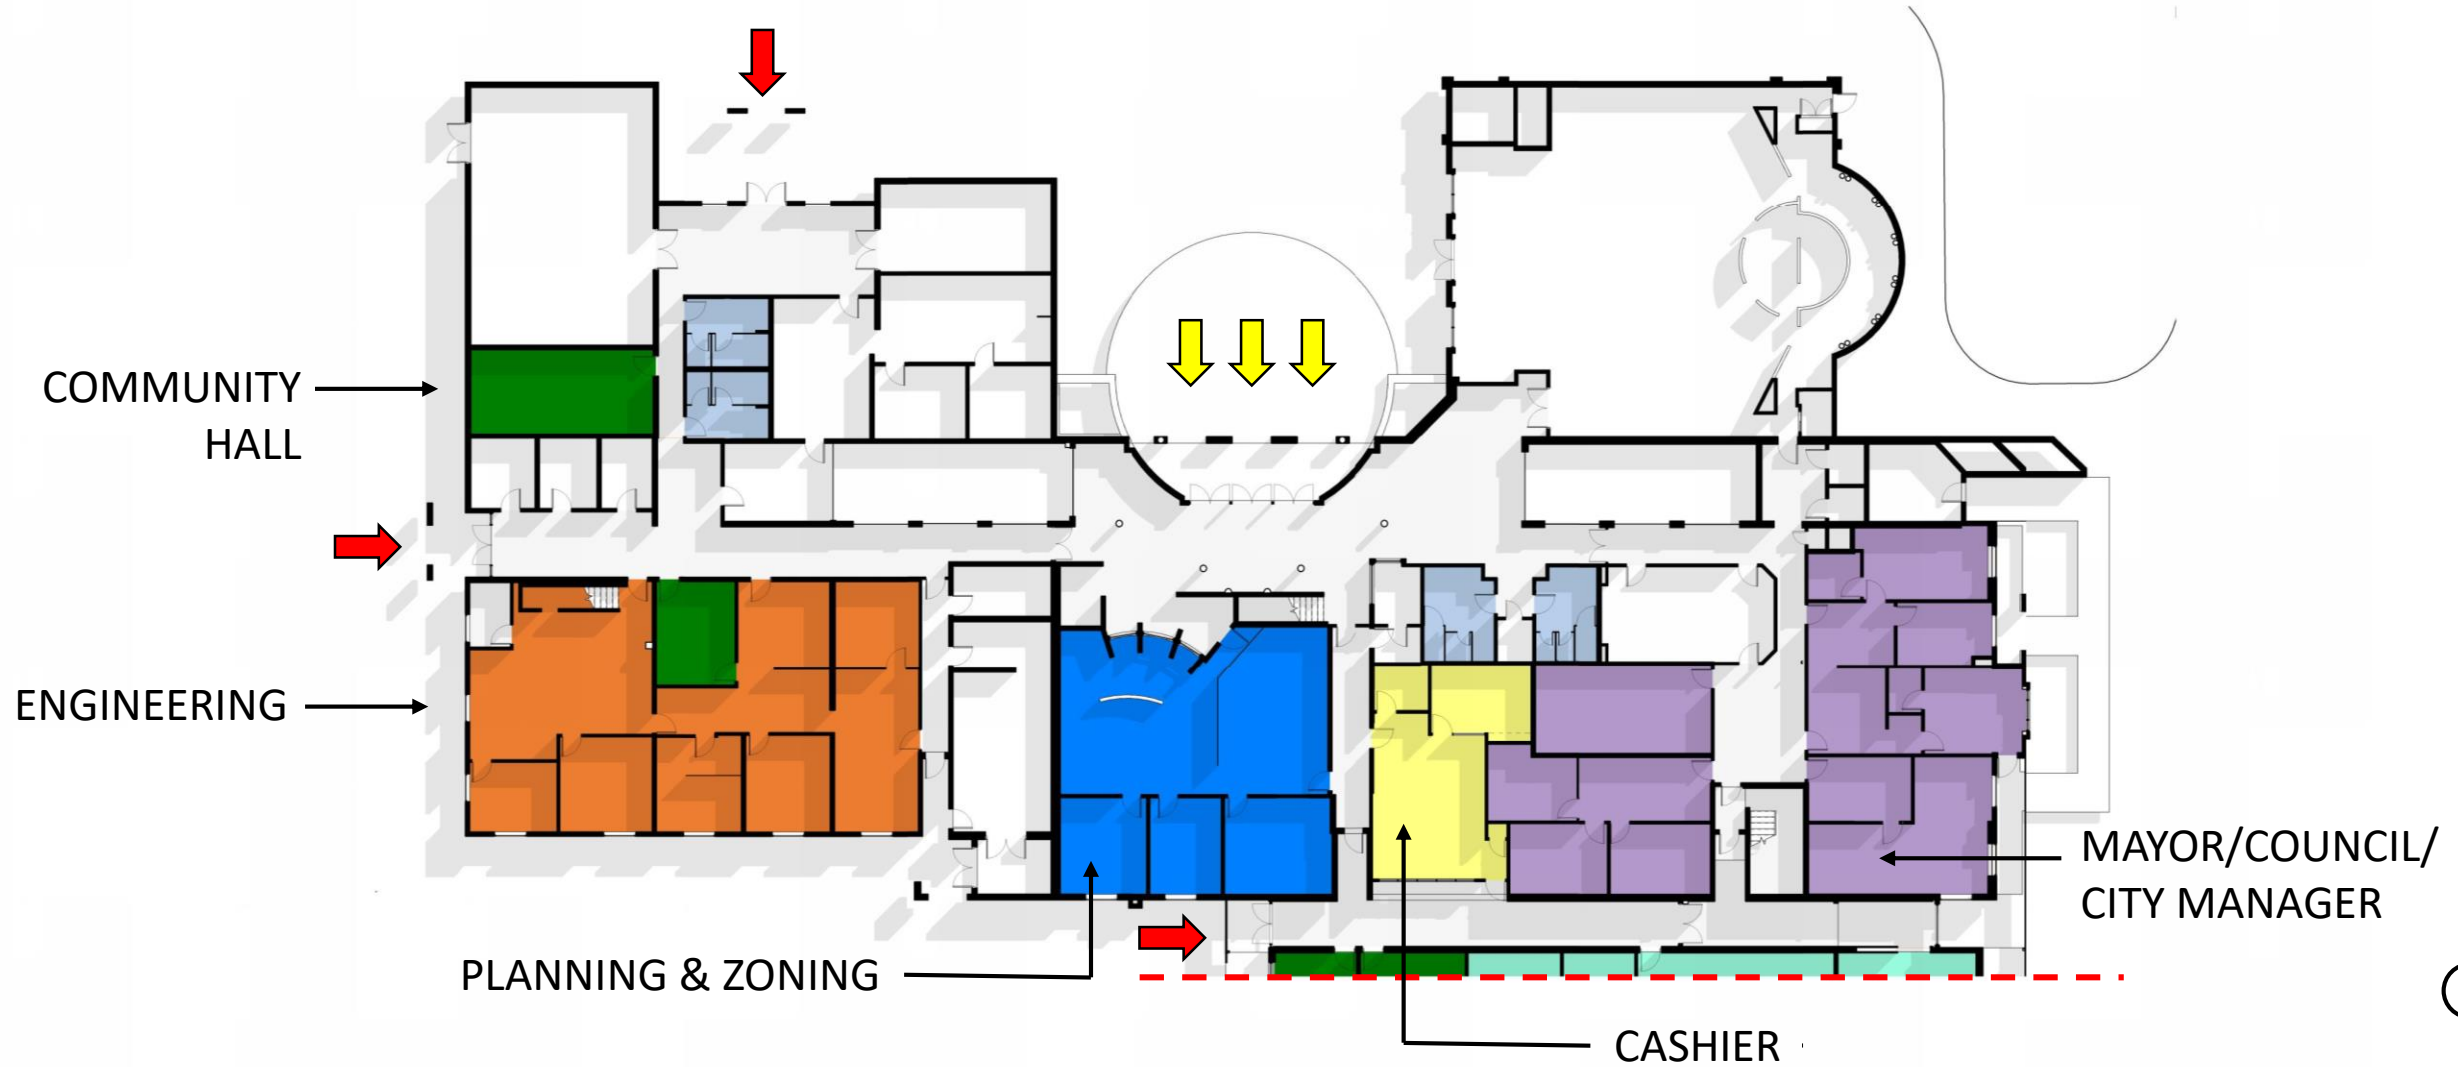 COMMUNITY
HALL
ENGINEERING
MAYOR/COUNCIL/
CITY MANAGER
PLANNING & ZONING
CASHIER